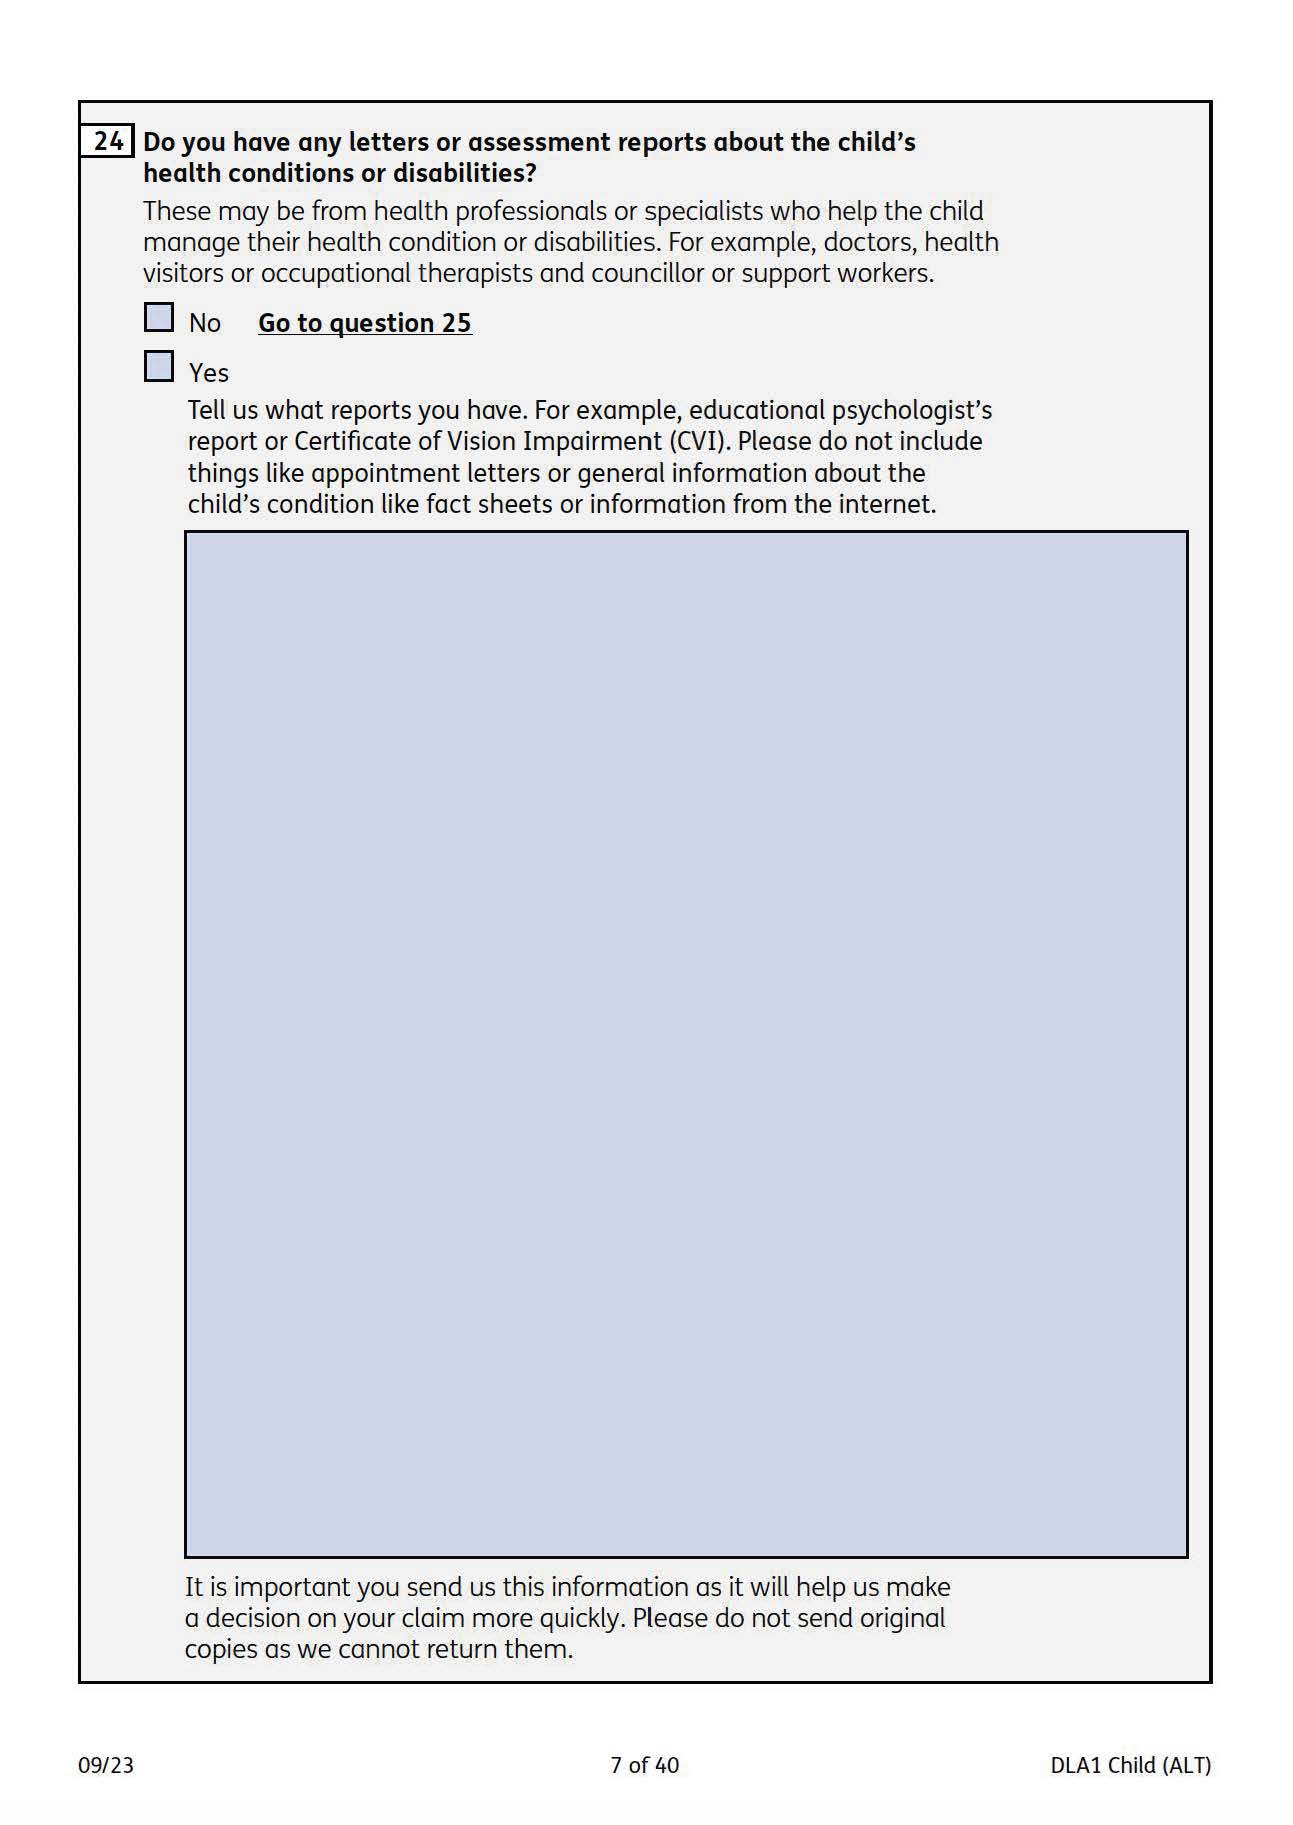 24 Do you have any letters or assessment reports about the child’s
health conditions or disabilities?
These may be from health professionals or specialists who help the child
manage their health condition or disabilities. For example, doctors, health
visitors or occupational therapists and councillor or support workers.
No Go to question 25
Yes
Tell us what reports you have. For example, educational psychologist’s
report or Certificate of Vision Impairment (CVI). Please do not include
things like appointment letters or general information about the
child’s condition like fact sheets or information from the internet.
It is important you send us this information as it will help us make
a decision on your claim more quickly. Please do not send original
copies as we cannot return them.
09/23 7 of 40 DLA1 Child (ALT)